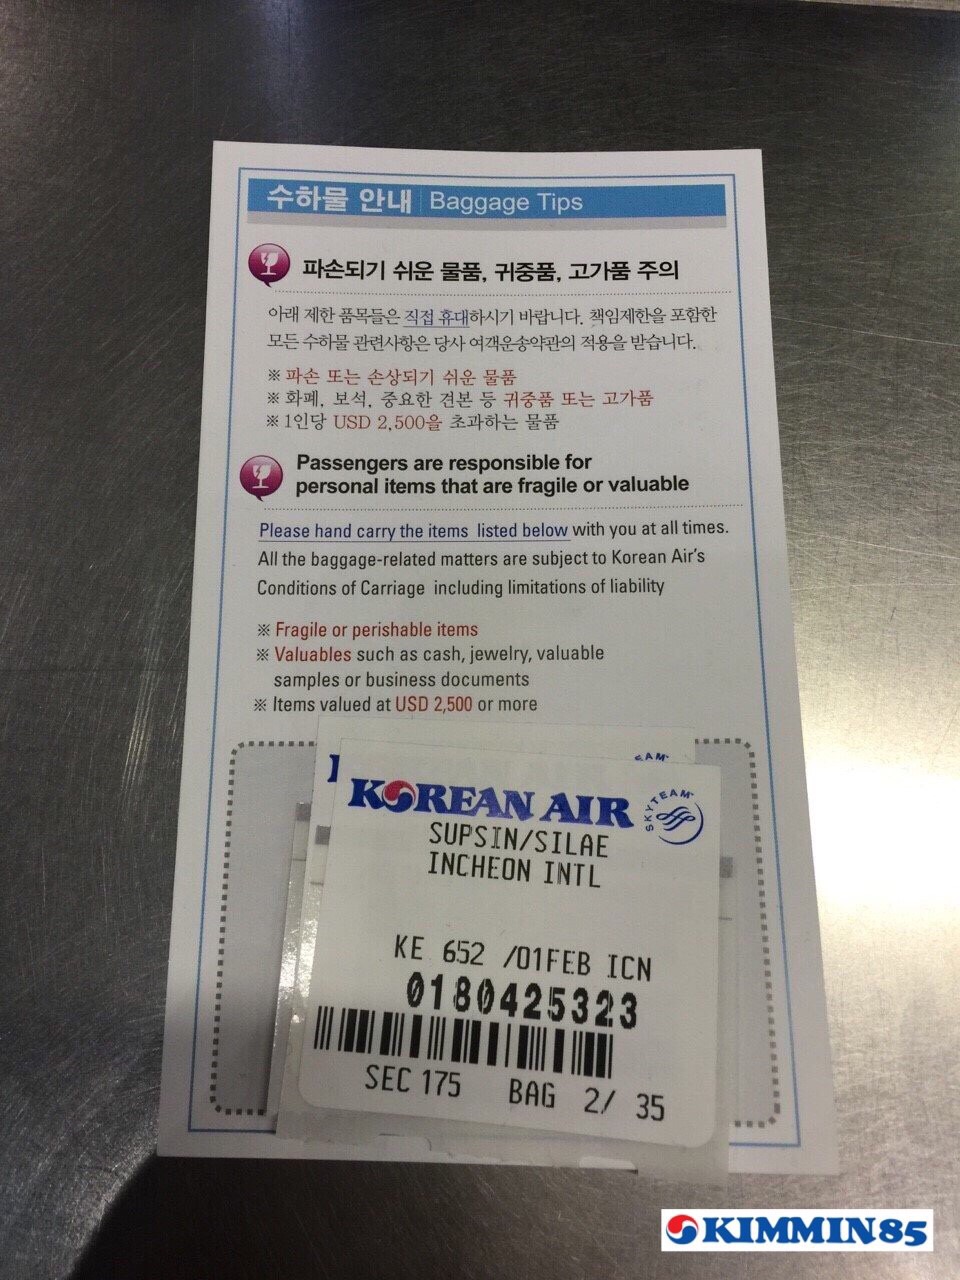 수하물 안내 | Baggage Tips
파손되기 쉬운 물품, 귀중품, 고가품 주의
아래 제한 품목들은 직접 휴대하시기 바랍니다. 책임제한을 포함한
모든 수하물 관련사항은 당사 여객운송약관의 적용을 받습니다.
※ 파손 또는 손상되기 쉬운 물품
※ 화폐, 보석, 중요한 견본 등 귀중품 또는 고가품
※ 1인당 USD 2,500을 초과하는 물품
Passengers are responsible for
personal items that are fragile or valuable
Please hand carry the items listed below with you at all times.
All the baggage-related matters are subject to Korean Air's
Conditions of Carriage including limitations of liability
※ Fragile or perishable items
※ Valuables such as cash, jewelry, valuable
samples or business documents
※ Items valued at USD 2,500 or more
KOREAN AIR
SKYTEAM
SUPSIN/SILAE
INCHEON INTL
KE 652 /01FEB ICN
0180425323
SEC 175 BAG 2/ 35
KIMMIN85